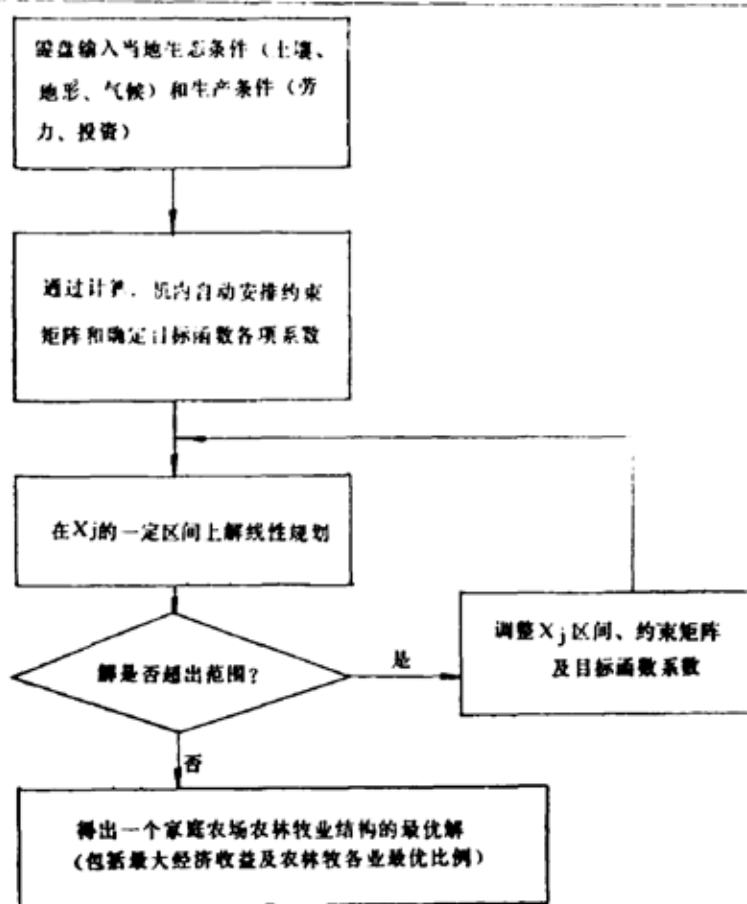 键盘输入当地生态条件(土壤、
地形、气候)和生产条件(劳
力、投资)
通过计算,机内自动安排约束
矩阵和确定目标函数各项系数
在Xj的一定区间上解线性规划
解是否超出范围?
是
调整Xj区间、约束矩阵
及目标函数系数
否
得出一个家庭农场农林牧业结构的最优解
(包括最大经济收益及农林牧各业最优比例)